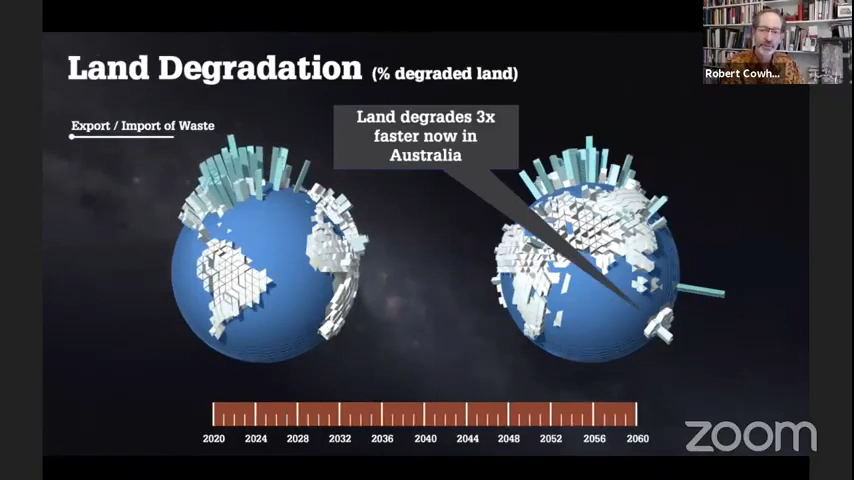 Robert Cowh...
Land Degradation (% degraded land)
Export / Import of Waste
Land degrades 3x
faster now in
Australia
2020 2024 2028 2032 2036 2040 2044 2048 2052 2056 2060
zoom